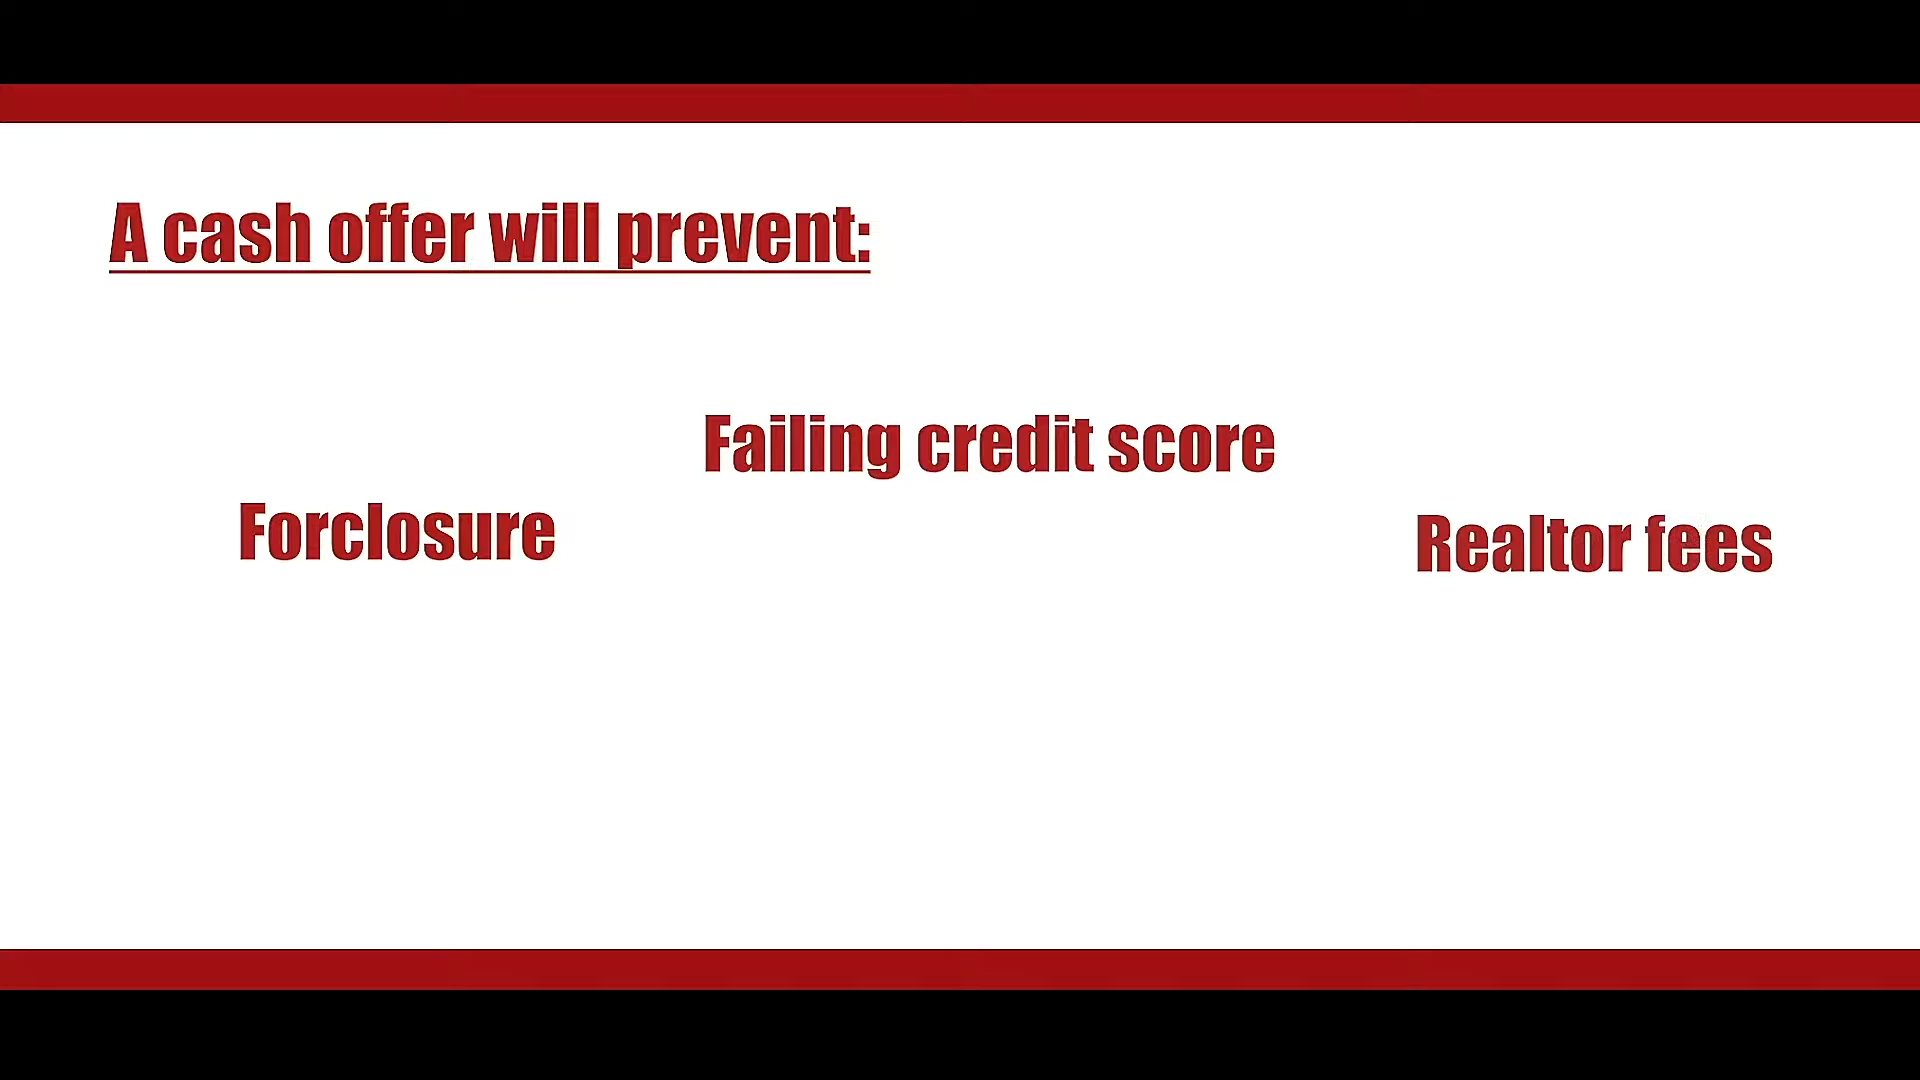 A cash offer will prevent:
Failing credit score
Forclosure
Realtor fees